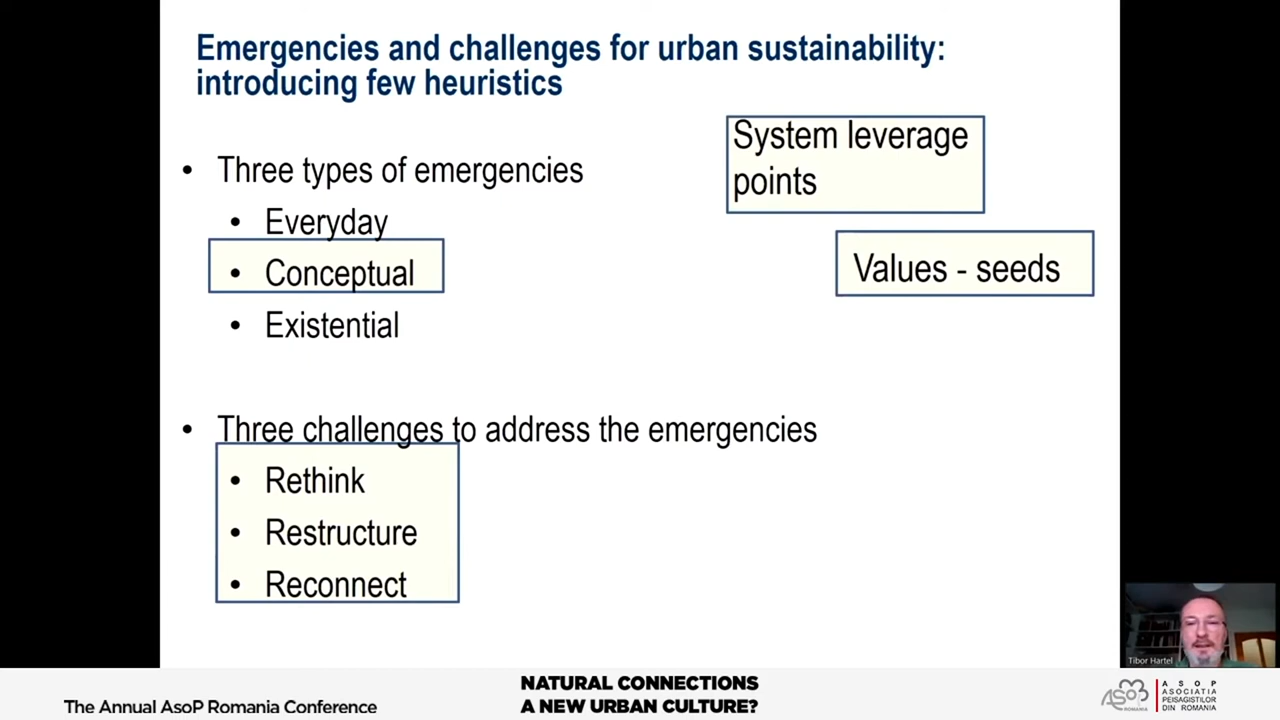 Emergencies and challenges for urban sustainability:
introducing few heuristics
System leverage
points
• Three types of emergencies
• Everyday
• Conceptual
• Existential
Values - seeds
• Three challenges to address the emergencies
• Rethink
• Restructure
• Reconnect
Tibor Hartel
The Annual AsoP Romania Conference
NATURAL CONNECTIONS
A NEW URBAN CULTURE?
ASoP
ROMANIA
A S O P
ASOCIATIA
PEISAGISTILOR
DIN ROMANIA